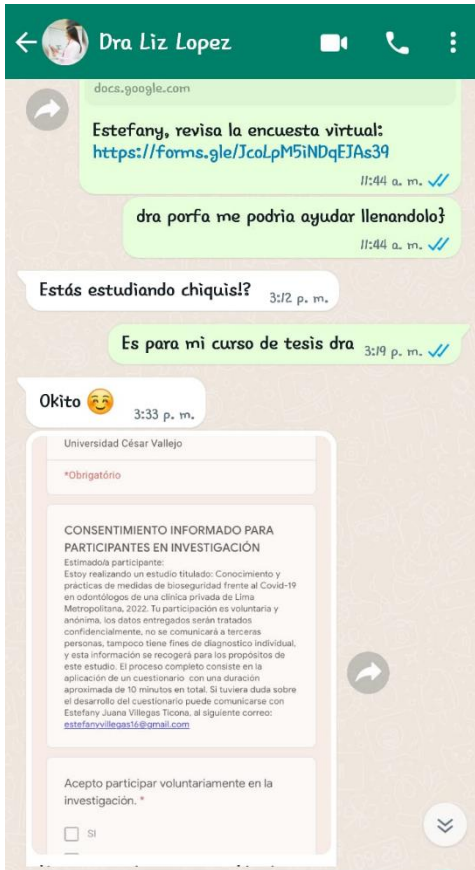 Dra Liz Lopez
docs.google.com
Estefany, revisa la encuesta virtual:
https://forms.gle/JcoLpM5iNDqEJAs39
11:44 a. m.
dra porfa me podria ayudar llenandolo}
11:44 a. m.
Estás estudiando chiquis!?
3:12 p. m.
Es para mi curso de tesis dra
3:19 p. m.
Okito
3:33 p. m.
Universidad César Vallejo
*Obrigatório
CONSENTIMIENTO INFORMADO PARA
PARTICIPANTES EN INVESTIGACIÓN
Estimado/a participante:
Estoy realizando un estudio titulado: Conocimiento y
prácticas de medidas de bioseguridad frente al Covid-19
en odontólogos de una clínica privada de Lima
Metropolitana, 2022. Tu participación es voluntaria y
anónima, los datos entregados serán tratados
confidencialmente, no se comunicará a terceras
personas, tampoco tiene fines de diagnostico individual,
y esta información se recogerá para los propósitos de
este estudio. El proceso completo consiste en la
aplicación de un cuestionario con una duración
aproximada de 10 minutos en total. Si tuviera duda sobre
el desarrollo del cuestionario puede comunicarse con
Estefany Juana Villegas Ticona, al siguiente correo:
estefanyvillegas16@gmail.com
Acepto participar voluntariamente en la
investigación. *
SI